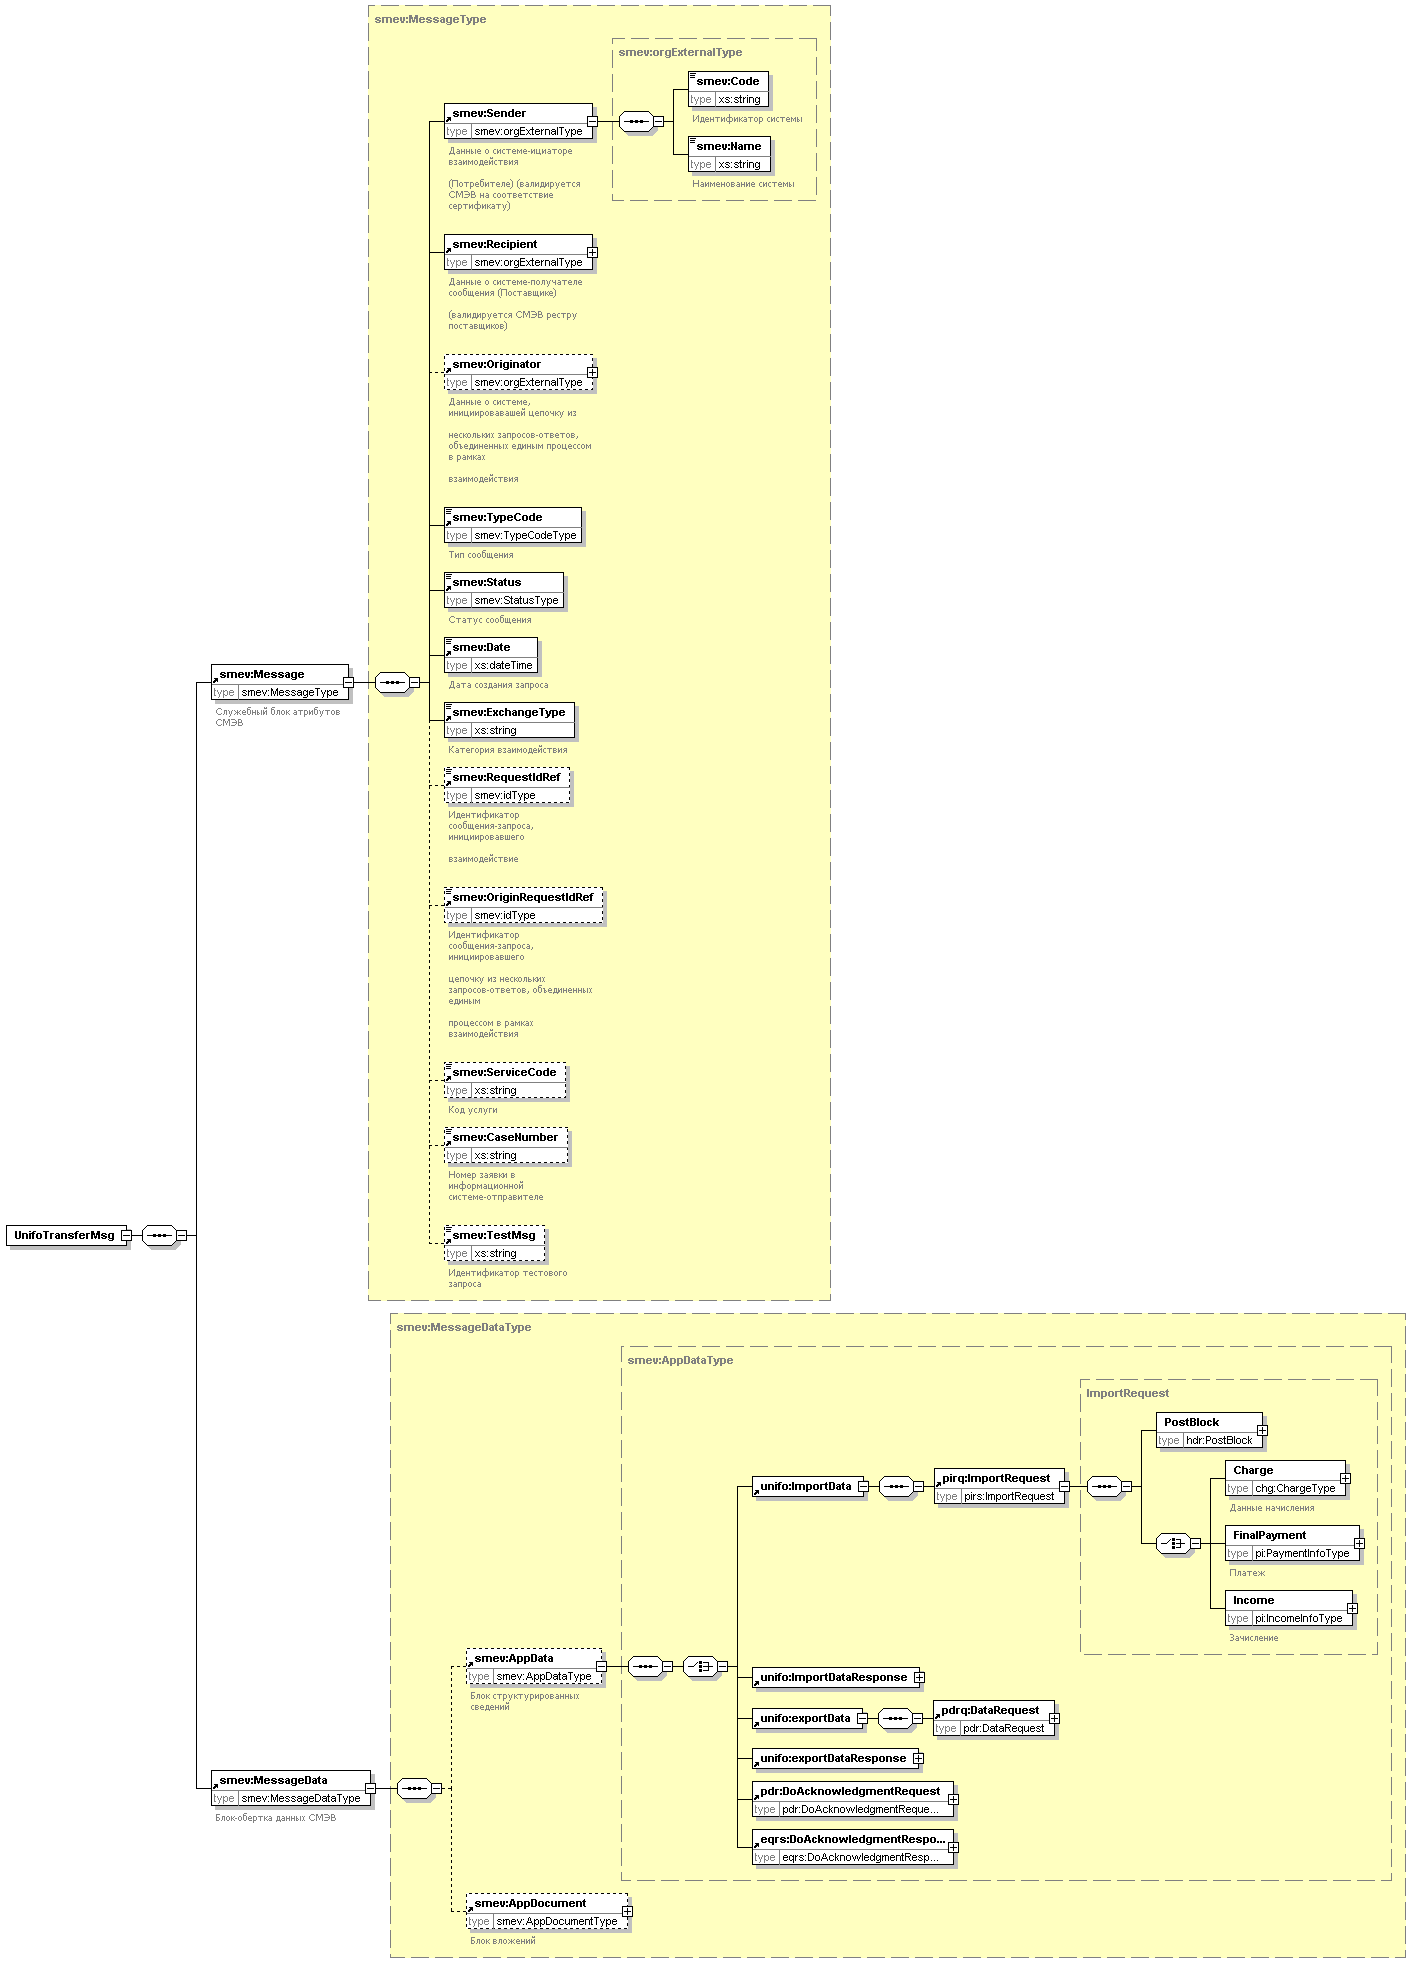 smev:MessageType
smev:orgExternalType
smev:Code
type xs:string
Идентификатор системы
smev:Name
type xs:string
Наименование системы
smev:Sender
type smev:orgExternalType
Данные о системе-ициаторе
взаимодействия
(Потребителе) (валидируется
СМЭВ на соответствие
сертификату)
smev:Recipient
type smev:orgExternalType
Данные о системе-получателе
сообщения (Поставщике)
(валидируется СМЭВ рестру
поставщиков)
smev:Originator
type smev:orgExternalType
Данные о системе,
инициировавашей цепочку из
нескольких запросов-ответов,
объединенных единым процессом
в рамках
взаимодействия
smev:TypeCode
type smev:TypeCodeType
Тип сообщения
smev:Status
type smev:StatusType
Статус сообщения
smev:Date
type xs:dateTime
Дата создания запроса
smev:Message
type smev:MessageType
Служебный блок атрибутов
СМЭВ
smev:ExchangeType
type xs:string
Категория взаимодействия
smev:RequestIdRef
type smev:idType
Идентификатор
сообщения-запроса,
инициировавшего
взаимодействие
smev:OriginRequestIdRef
type smev:idType
Идентификатор
сообщения-запроса,
инициировавшего
цепочку из нескольких
запросов-ответов, объединенных
единым
процессом в рамках
взаимодействия
smev:ServiceCode
type xs:string
Код услуги
smev:CaseNumber
type xs:string
Номер заявки в
информационной
системе-отправителе
UnifoTransferMsg
smev:TestMsg
type xs:string
Идентификатор тестового
запроса
smev:MessageDataType
smev:AppDataType
ImportRequest
PostBlock
type hdr:PostBlock
Charge
type chg:ChargeType
Данные начисления
unifo:ImportData
pirq:ImportRequest
type pirs:ImportRequest
FinalPayment
type pi:PaymentInfoType
Платеж
Income
type pi:IncomeInfoType
Зачисление
smev:AppData
type smev:AppDataType
Блок структурированных
сведений
unifo:ImportDataResponse
unifo:exportData
pdrq:DataRequest
type pdr:DataRequest
unifo:exportDataResponse
smev:MessageData
type smev:MessageDataType
Блок-обертка данных СМЭВ
pdr:DoAcknowledgmentRequest
type pdr:DoAcknowledgmentReque...
eqrs:DoAcknowledgmentRespo...
type eqrs:DoAcknowledgmentResp...
smev:AppDocument
type smev:AppDocumentType
Блок вложений